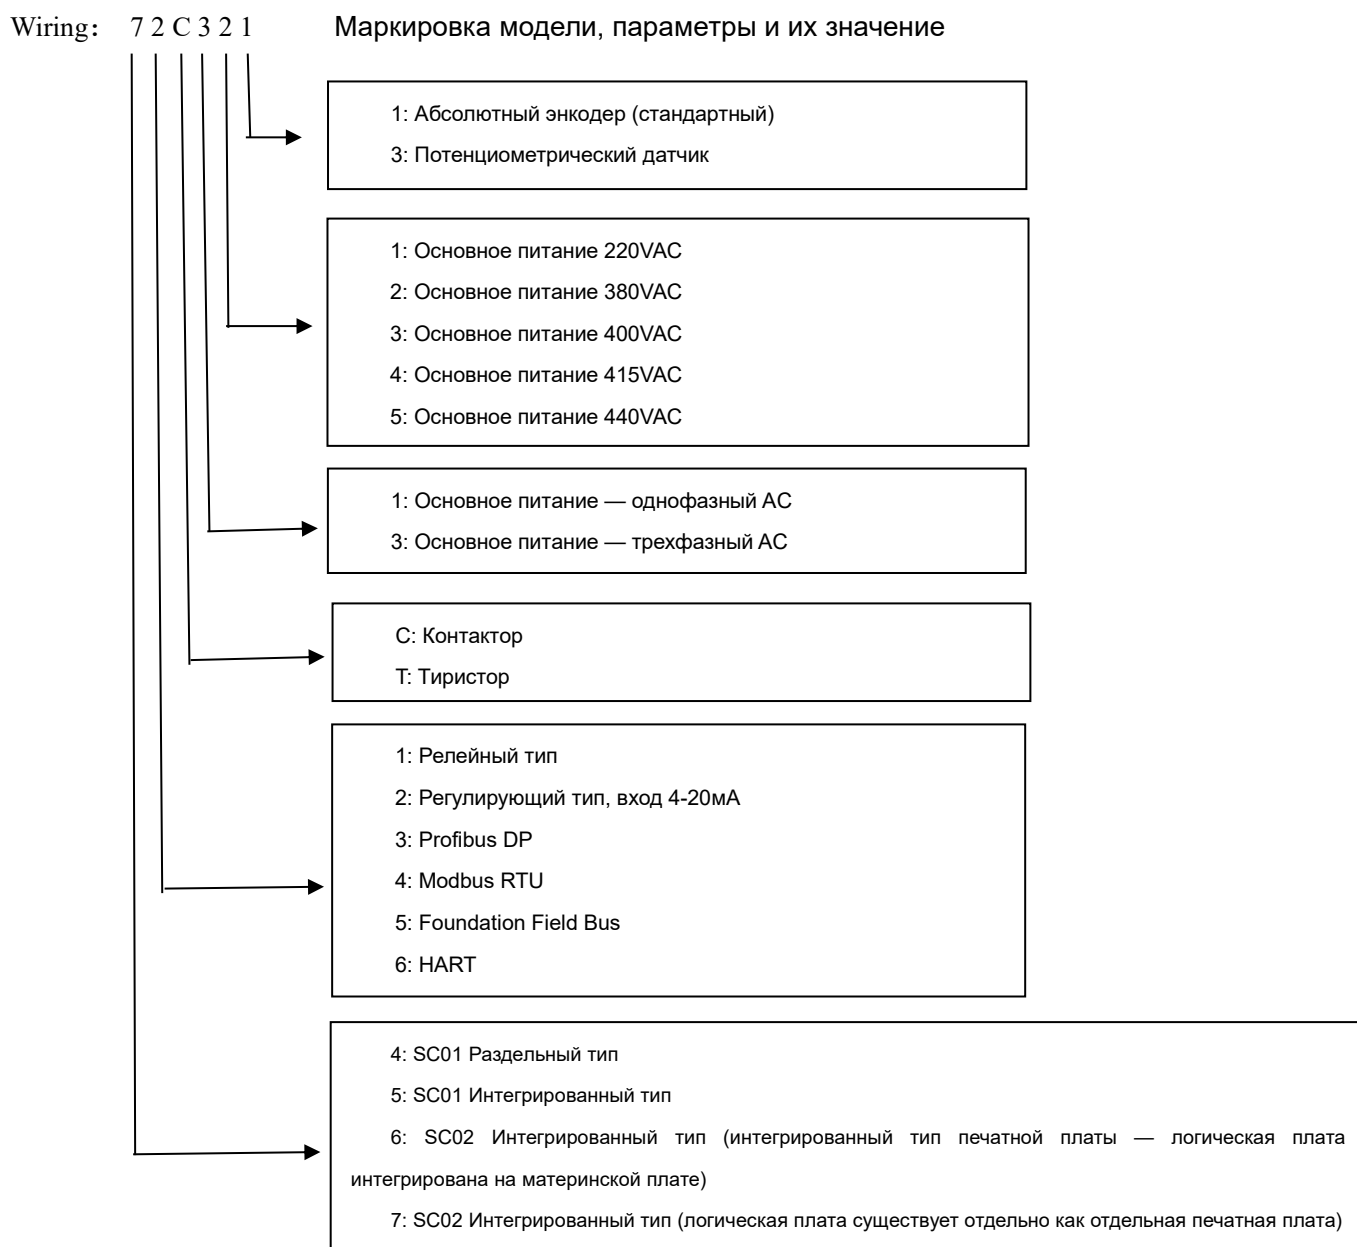 Wiring: 7 2 C 3 2 1 Маркировка модели, параметры и их значение
1: Абсолютный энкодер (стандартный)
3: Потенциометрический датчик
1: Основное питание 220VAC
2: Основное питание 380VAC
3: Основное питание 400VAC
4: Основное питание 415VAC
5: Основное питание 440VAC
1: Основное питание — однофазный AC
3: Основное питание — трехфазный AC
C: Контактор
T: Тиристор
1: Релейный тип
2: Регулирующий тип, вход 4-20мА
3: Profibus DP
4: Modbus RTU
5: Foundation Field Bus
6: HART
4: SC01 Раздельный тип
5: SC01 Интегрированный тип
6: SC02 Интегрированный тип (интегрированный тип печатной платы — логическая плата
интегрирована на материнской плате)
7: SC02 Интегрированный тип (логическая плата существует отдельно как отдельная печатная плата)